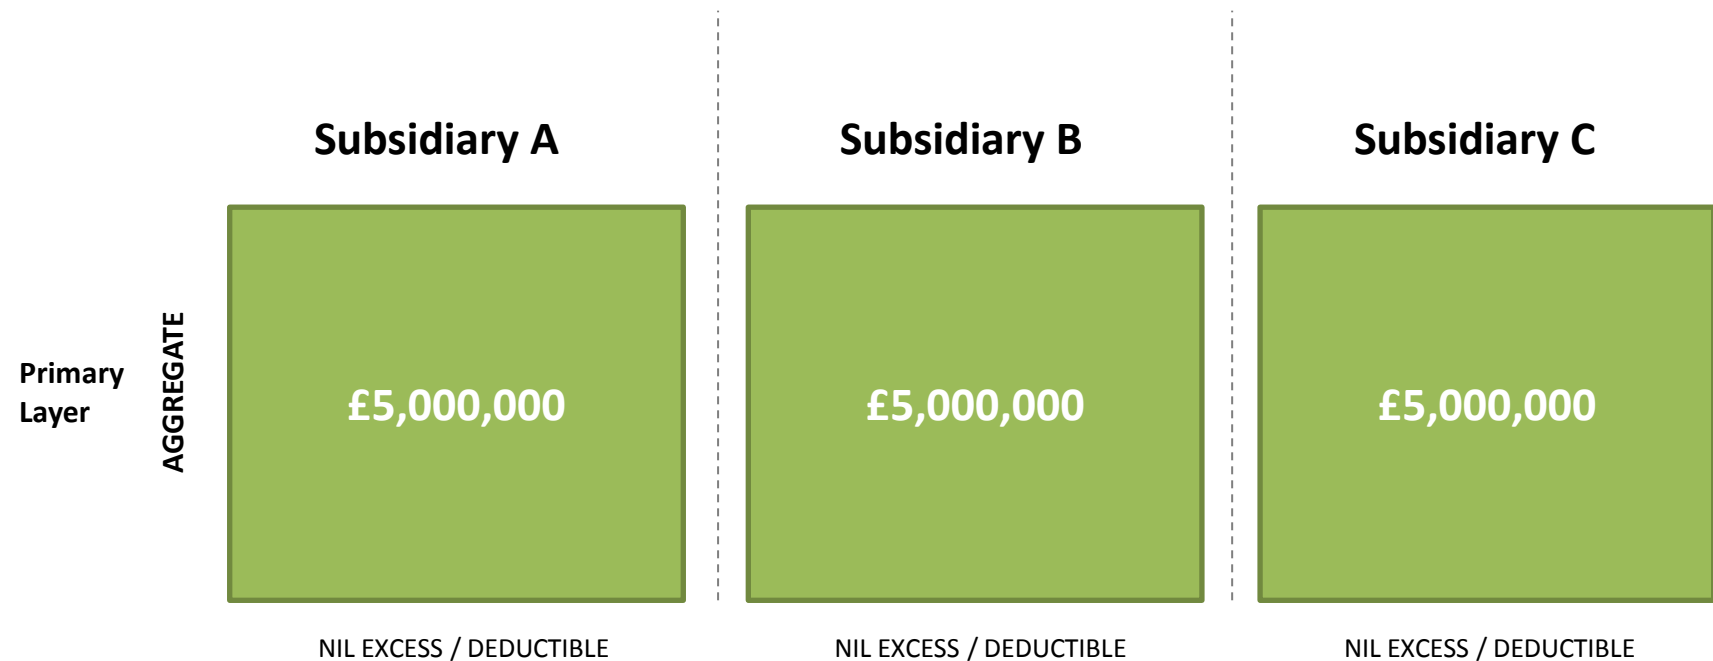 Subsidiary A
Subsidiary B
Subsidiary C
Primary
Layer
AGGREGATE
£5,000,000
£5,000,000
£5,000,000
NIL EXCESS / DEDUCTIBLE
NIL EXCESS / DEDUCTIBLE
NIL EXCESS / DEDUCTIBLE